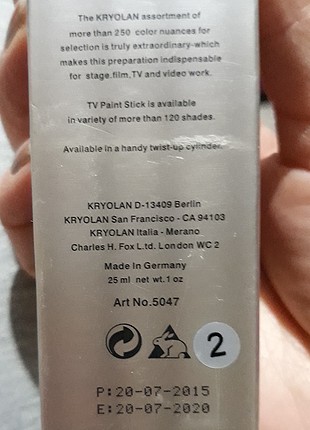 The KRYOLAN assortment of
more than 250 color nuances for
selection is truly extraordinary-which
makes this preparation indispensable
for stage.film, TV and video work.
TV Paint Stick is available
in variety of more than 120 shades.
Available in a handy twist-up cylinder.
KRYOLAN D-13409 Berlin
KRYOLAN San Francisco - CA 94103
KRYOLAN Italia - Merano
Charles H. Fox L.td. London WC 2
Made In Germany
25 ml net wt.1 oz
Art No.5047
2
P:20-07-2015
E:20-07-2020